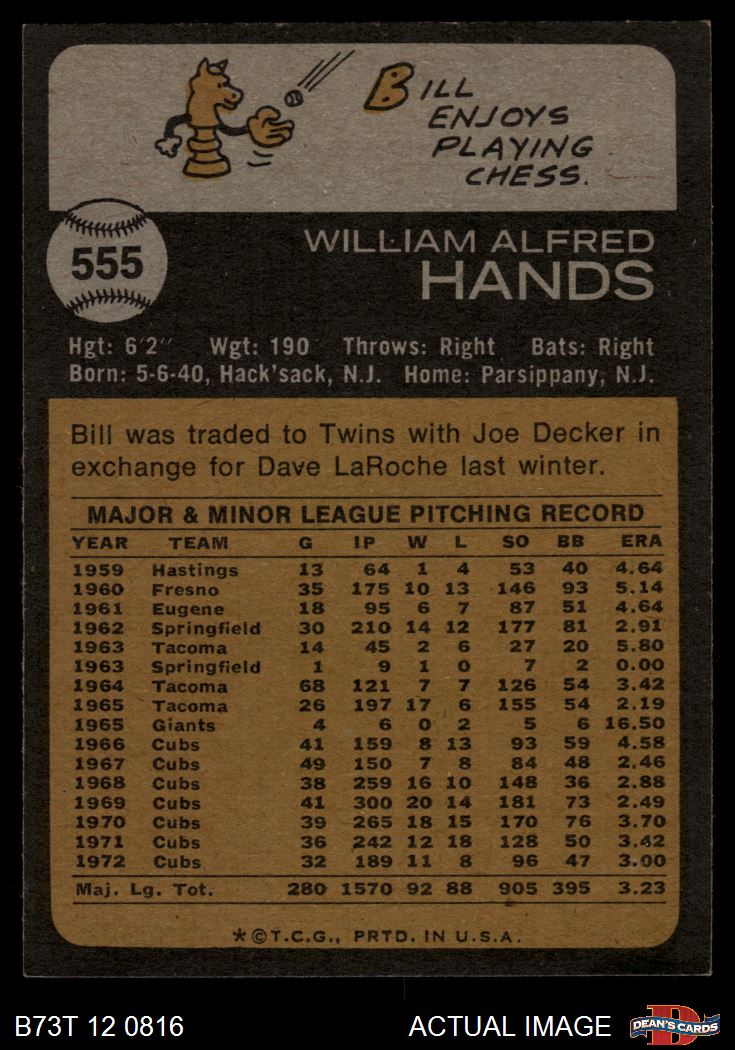 BILL
ENJOYS
PLAYING
CHESS.
555
WILLIAM ALFRED
HANDS
Hgt: 6'2" Wgt: 190 Throws: Right Bats: Right
Born: 5-6-40, Hack'sack, N.J. Home: Parsippany, N.J.
Bill was traded to Twins with Joe Decker in
exchange for Dave LaRoche last winter.
MAJOR & MINOR LEAGUE PITCHING RECORD
YEAR TEAM G IP W L SO BB ERA
1959 Hastings 13 64 1 4 53 40 4.64
1960 Fresno 35 175 10 13 146 93 5.14
1961 Eugene 18 95 6 7 87 51 4.64
1962 Springfield 30 210 14 12 177 81 2.91
1963 Tacoma 14 45 2 6 27 20 5.80
1963 Springfield 1 9 1 0 7 2 0.00
1964 Tacoma 68 121 7 7 126 54 3.42
1965 Tacoma 26 197 17 6 155 54 2.19
1965 Giants 4 6 0 2 5 6 16.50
1966 Cubs 41 159 8 13 93 59 4.58
1967 Cubs 49 150 7 8 84 48 2.46
1968 Cubs 38 259 16 10 148 36 2.88
1969 Cubs 41 300 20 14 181 73 2.49
1970 Cubs 39 265 18 15 170 76 3.70
1971 Cubs 36 242 12 18 128 50 3.42
1972 Cubs 32 189 11 8 96 47 3.00
Maj. Lg. Tot. 280 1570 92 88 905 395 3.23
*©T.C.G., PRTD. IN U.S.A.
B73T 12 0816 ACTUAL IMAGE D DEAN'S CARDS